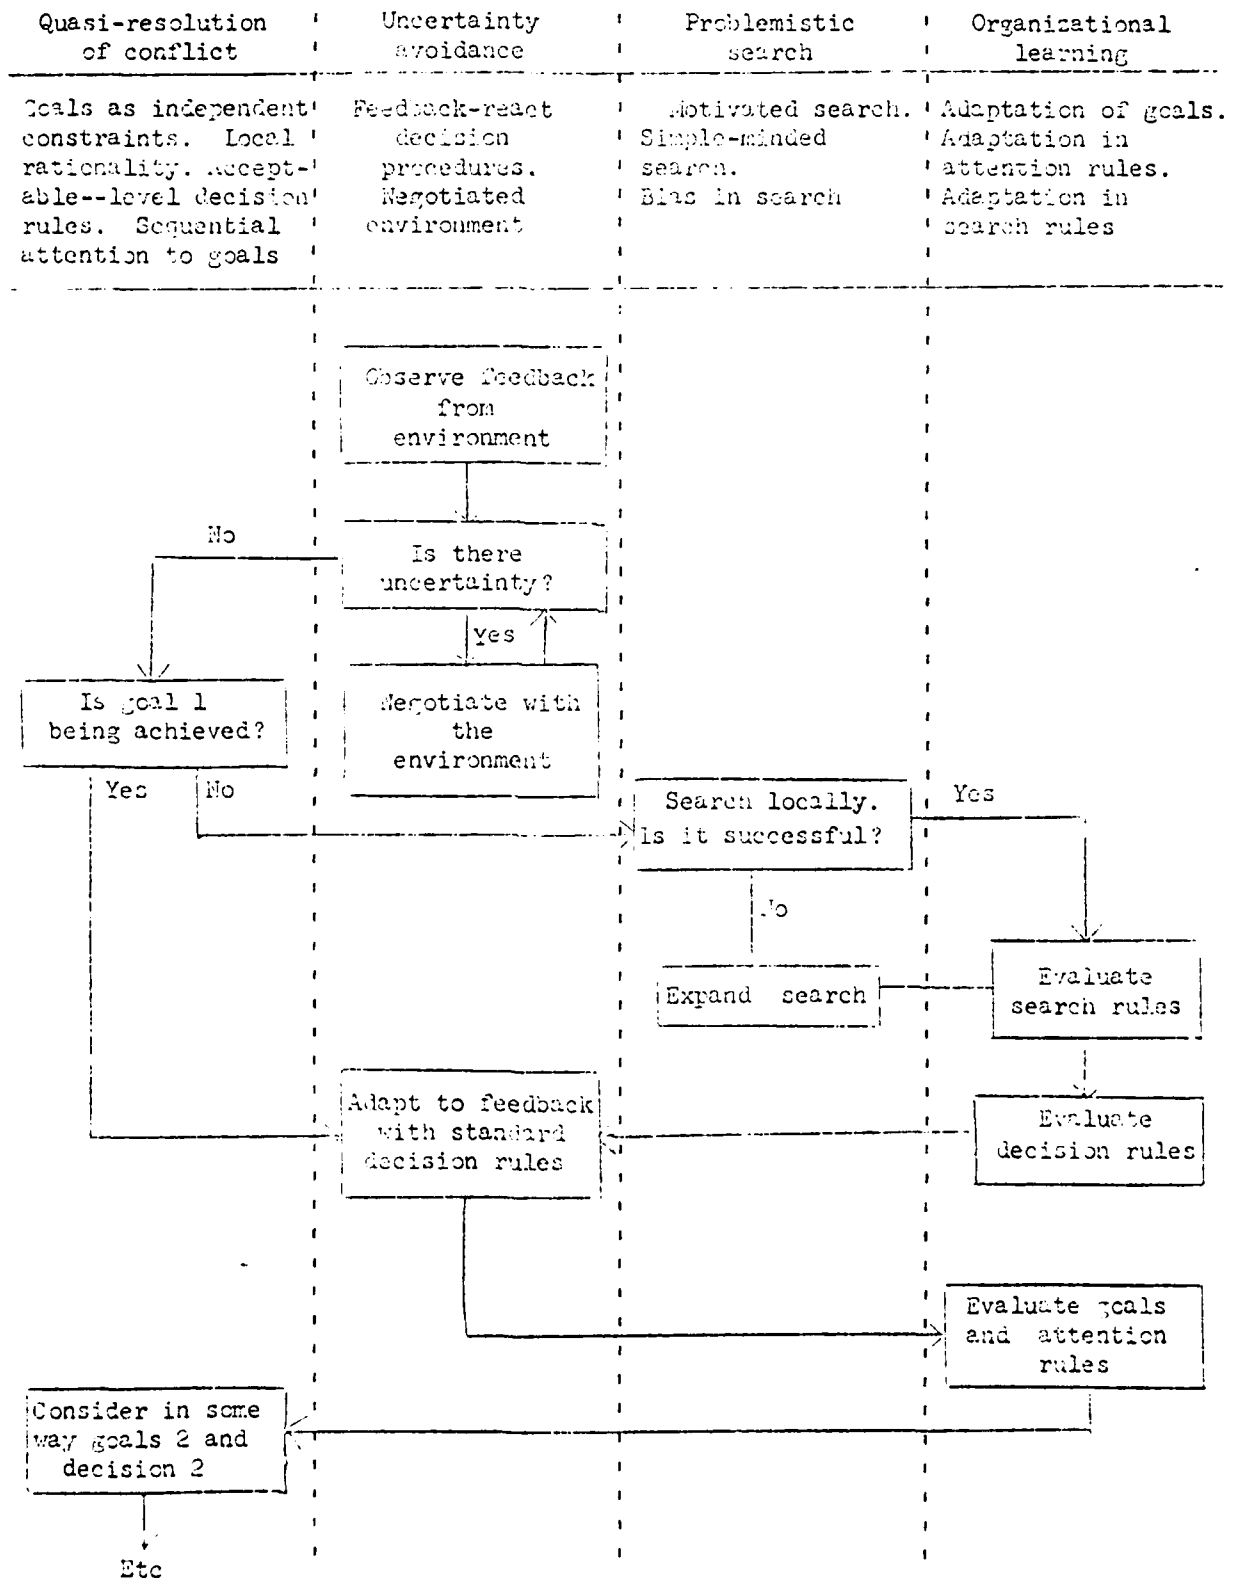 Quasi-resolution of conflict
Uncertainty avoidance
Problemistic search
Organizational learning
Goals as independent
constraints. Local
rationality. Accept-
able--level decision
rules. Sequential
attention to goals
Feedback-react
decision
procedures.
Negotiated
environment
Motivated search.
Simple-minded
search.
Bias in search
Adaptation of goals.
Adaptation in
attention rules.
Adaptation in
search rules
Observe feedback
from
environment
No
Is there
uncertainty?
Yes
Is goal 1
being achieved?
Negotiate with
the
environment
Yes
No
Search locally.
Is it successful?
Yes
No
Expand search
Evaluate
search rules
Adapt to feedback
with standard
decision rules
Evaluate
decision rules
Evaluate goals
and attention
rules
Consider in some
way goals 2 and
decision 2
Etc